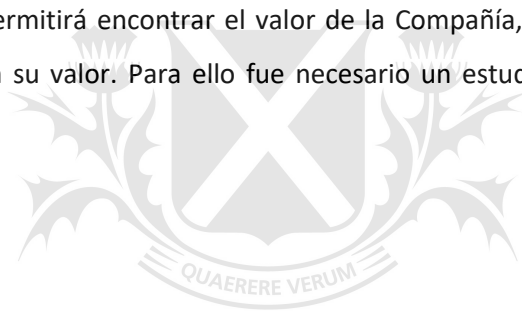 ermitirá encontrar el valor de la Compañía,
su valor. Para ello fue necesario un estud
QUAERERE VERUM